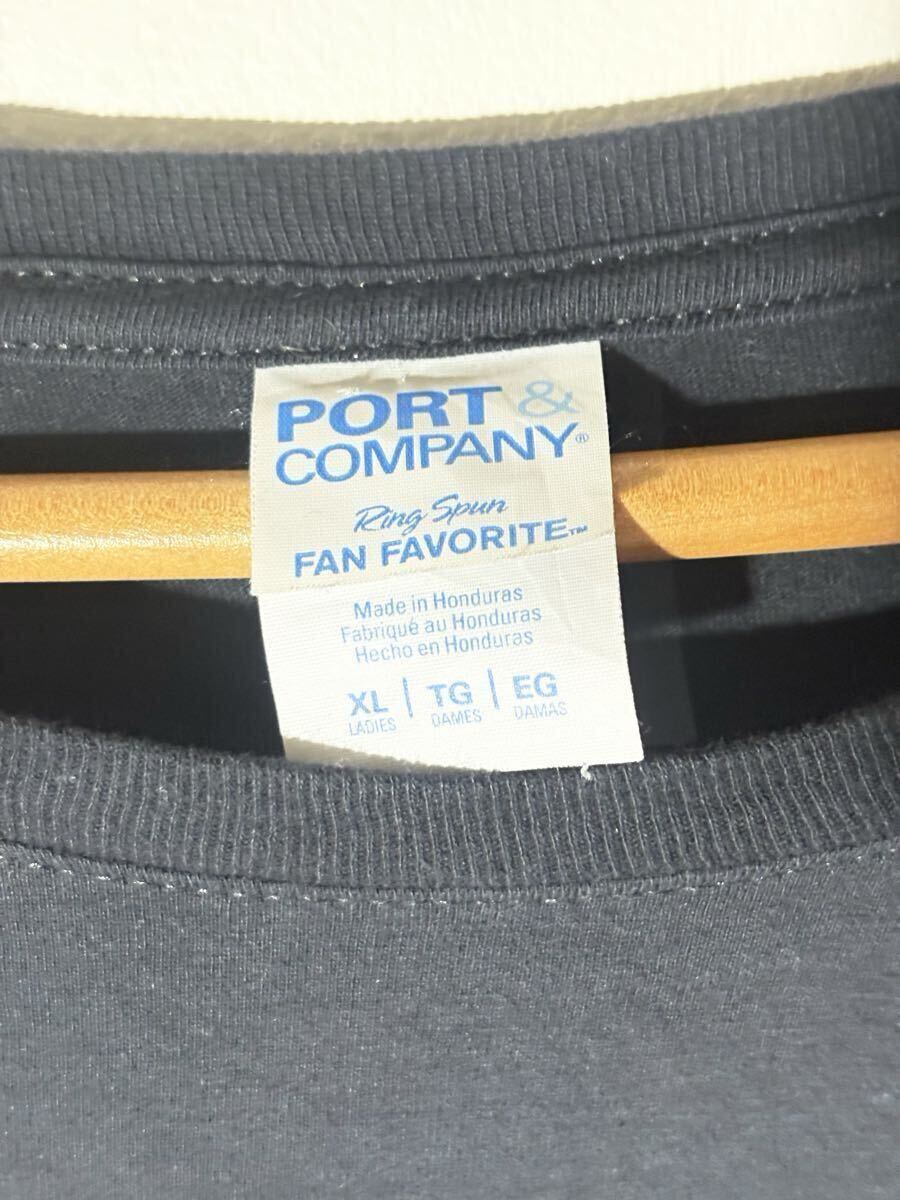 PORT &
COMPANY®
Ring Spun
FAN FAVORITE™
Made in Honduras
Fabriqué au Honduras
Hecho en Honduras
XL | TG | EG
LADIES DAMES DAMAS